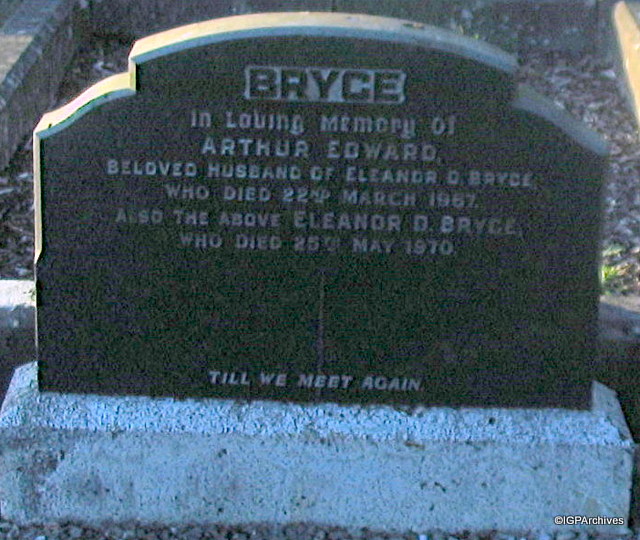 BRYCE
In Loving Memory Of
ARTHUR EDWARD,
BELOVED HUSBAND OF ELEANOR D. BRYCE,
WHO DIED 22ND MARCH 1967.
ALSO THE ABOVE ELEANOR D. BRYCE,
WHO DIED 25TH MAY 1970.
TILL WE MEET AGAIN.
©IGPArchives